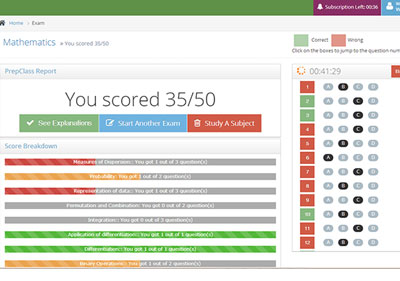 Subscription Left: 00:36
Home > Exam
Mathematics » You scored 35/50
Correct
Wrong
Click on the boxes to jump to the question num
PrepClass Report
00:41:29
You scored 35/50
See Explanations
Start Another Exam
Study A Subject
Score Breakdown
Measures of Dispersion:: You got 1 out of 3 question(s)
Probability:: You got 1 out of 2 question(s)
Representation of data:: You got 1 out of 3 question(s)
Formulation and Combination:: You got 0 out of 2 question(s)
Integration:: You got 0 out of 3 question(s)
Application of differentiation:: You got 1 out of 1 question(s)
Differentiation:: You got 1 out of 1 question(s)
Binary Operations:: You got 1 out of 2 question(s)
1 A B C D
2 A B C D
3 A B C D
4 A B C D
5 A B C D
6 A B C D
7 A B C D
8 A B C D
9 A B C D
10 A B C D
11 A B C D
12 A B C D